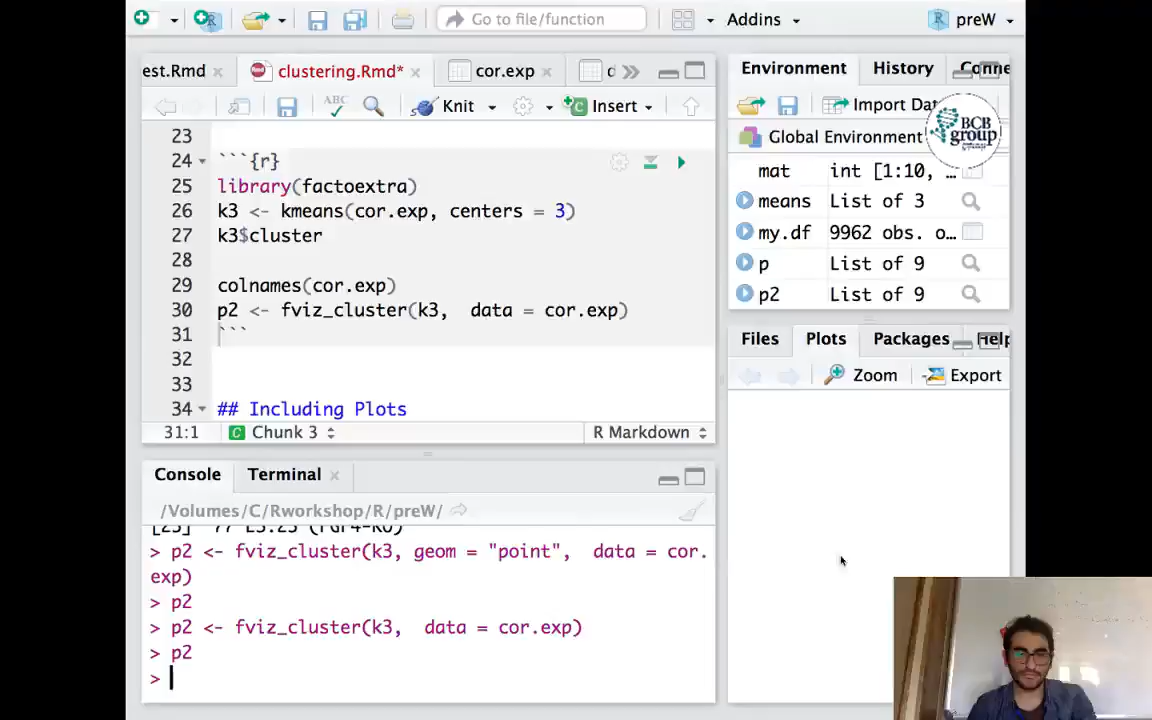 Go to file/function
Addins
preW
est.Rmd
clustering.Rmd*
cor.exp
Environment
History
ABC
Knit
Insert
Import Dat
BCB
group
Global Environment
23
24 ```{r}
25 library(factoextra)
26 k3 <- kmeans(cor.exp, centers = 3)
27 k3$cluster
28
29 colnames(cor.exp)
30 p2 <- fviz_cluster(k3,  data = cor.exp)
31 ```
32
33
34 ## Including Plots
31:1
Chunk 3
R Markdown
mat int [1:10, …
means List of 3
my.df 9962 obs. o…
p List of 9
p2 List of 9
Files
Plots
Packages
Help
Zoom
Export
Console
Terminal
/Volumes/C/Rworkshop/R/preW/
> p2 <- fviz_cluster(k3, geom = "point",  data = cor.
exp)
> p2
> p2 <- fviz_cluster(k3,  data = cor.exp)
> p2
>